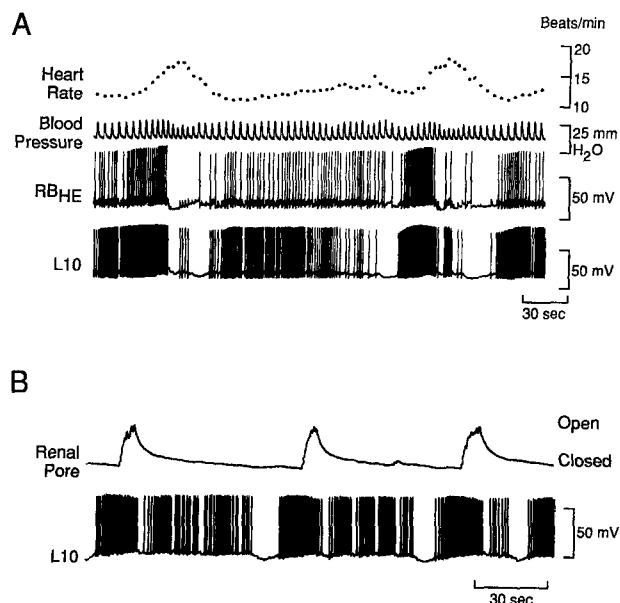 A
Beats/min
Heart
Rate
20
15
10
Blood
Pressure
25 mm
H2O
RBHE
50 mV
L10
50 mV
30 sec
B
Renal
Pore
Open
Closed
L10
50 mV
30 sec